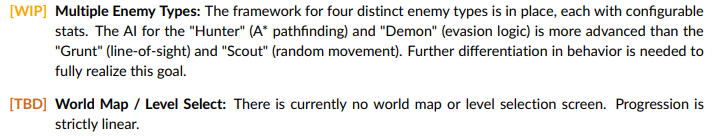 [WIP] Multiple Enemy Types: The framework for four distinct enemy types is in place, each with configurable
stats. The AI for the "Hunter" (A* pathfinding) and "Demon" (evasion logic) is more advanced than the
"Grunt" (line-of-sight) and "Scout" (random movement). Further differentiation in behavior is needed to
fully realize this goal.
[TBD] World Map / Level Select: There is currently no world map or level selection screen. Progression is
strictly linear.